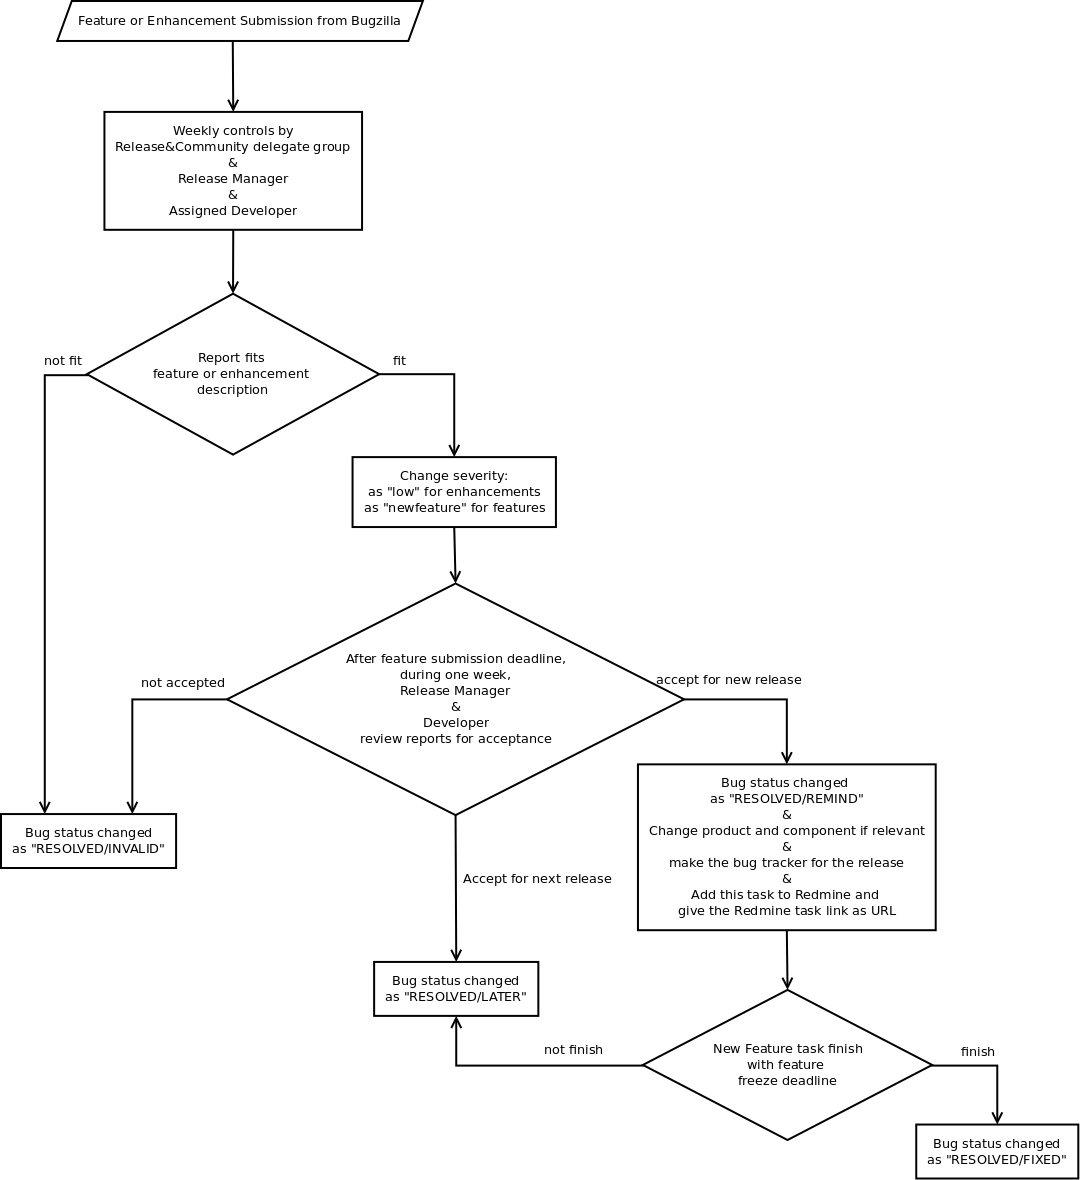 Feature or Enhancement Submission from Bugzilla
Weekly controls by
Release&Community delegate group
&
Release Manager
&
Assigned Developer
not fit
fit
Report fits
feature or enhancement
description
Change severity:
as "low" for enhancements
as "newfeature" for features
not accepted
After feature submission deadline,
during one week,
Release Manager
&
Developer
review reports for acceptance
accept for new release
Bug status changed
as "RESOLVED/INVALID"
Accept for next release
Bug status changed
as "RESOLVED/REMIND"
&
Change product and component if relevant
&
make the bug tracker for the release
&
Add this task to Redmine and
give the Redmine task link as URL
Bug status changed
as "RESOLVED/LATER"
not finish
New Feature task finish
with feature
freeze deadline
finish
Bug status changed
as "RESOLVED/FIXED"